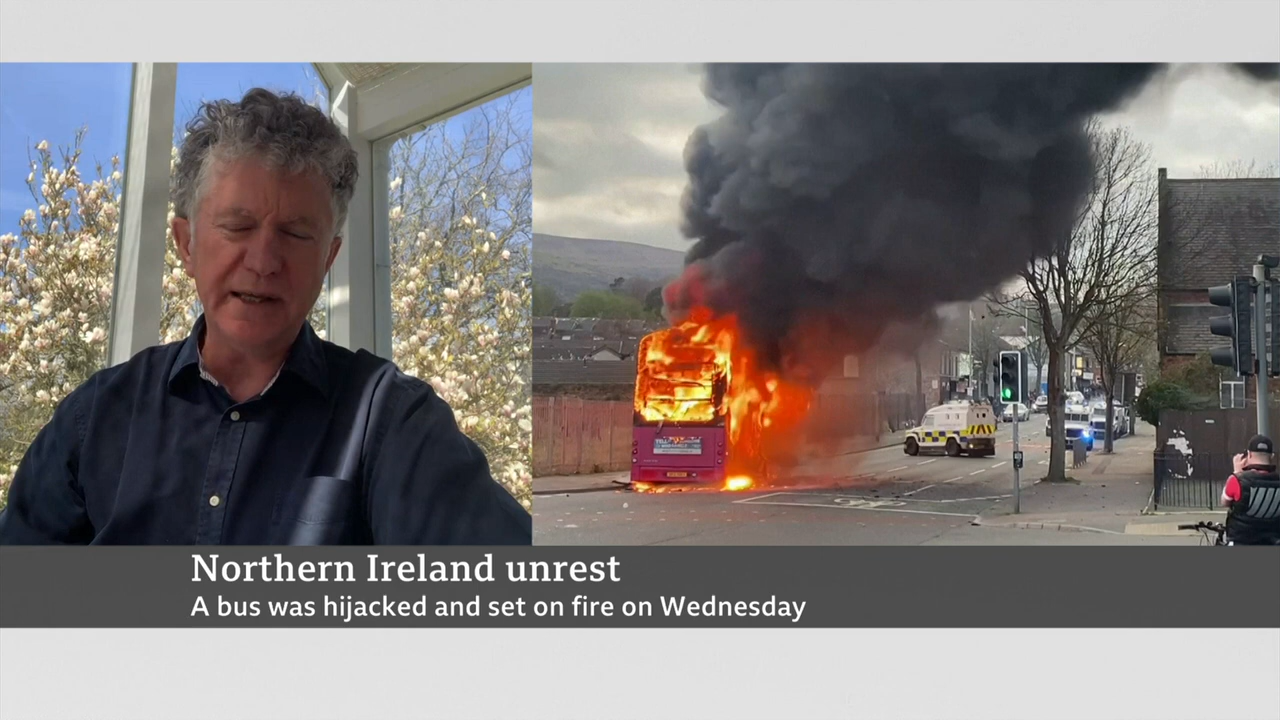 Northern Ireland unrest
A bus was hijacked and set on fire on Wednesday